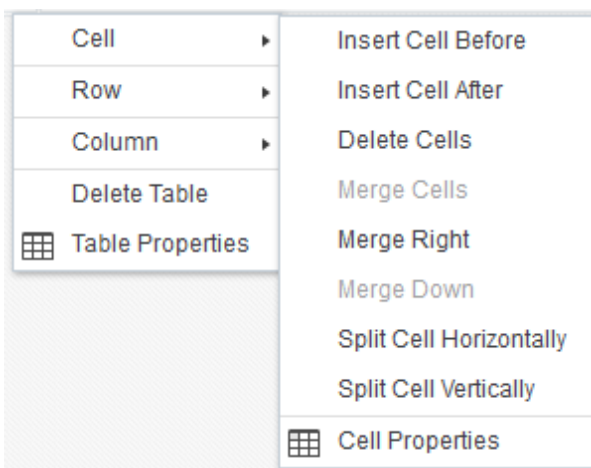 Cell
Row
Column
Delete Table
Table Properties
Insert Cell Before
Insert Cell After
Delete Cells
Merge Cells
Merge Right
Merge Down
Split Cell Horizontally
Split Cell Vertically
Cell Properties